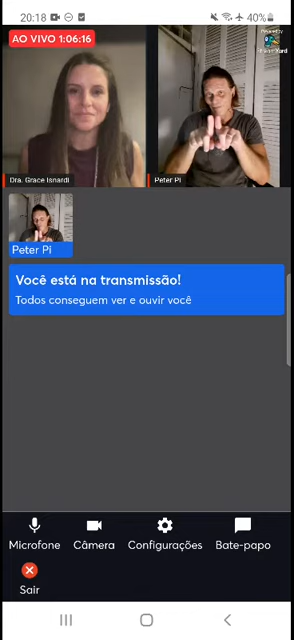 20:18
40%
AO VIVO 1:06:16
Dra. Grace Isnardi
Peter Pi
Peter Pi
Você está na transmissão!
Todos conseguem ver e ouvir você
Microfone
Câmera
Configurações
Bate-papo
Sair